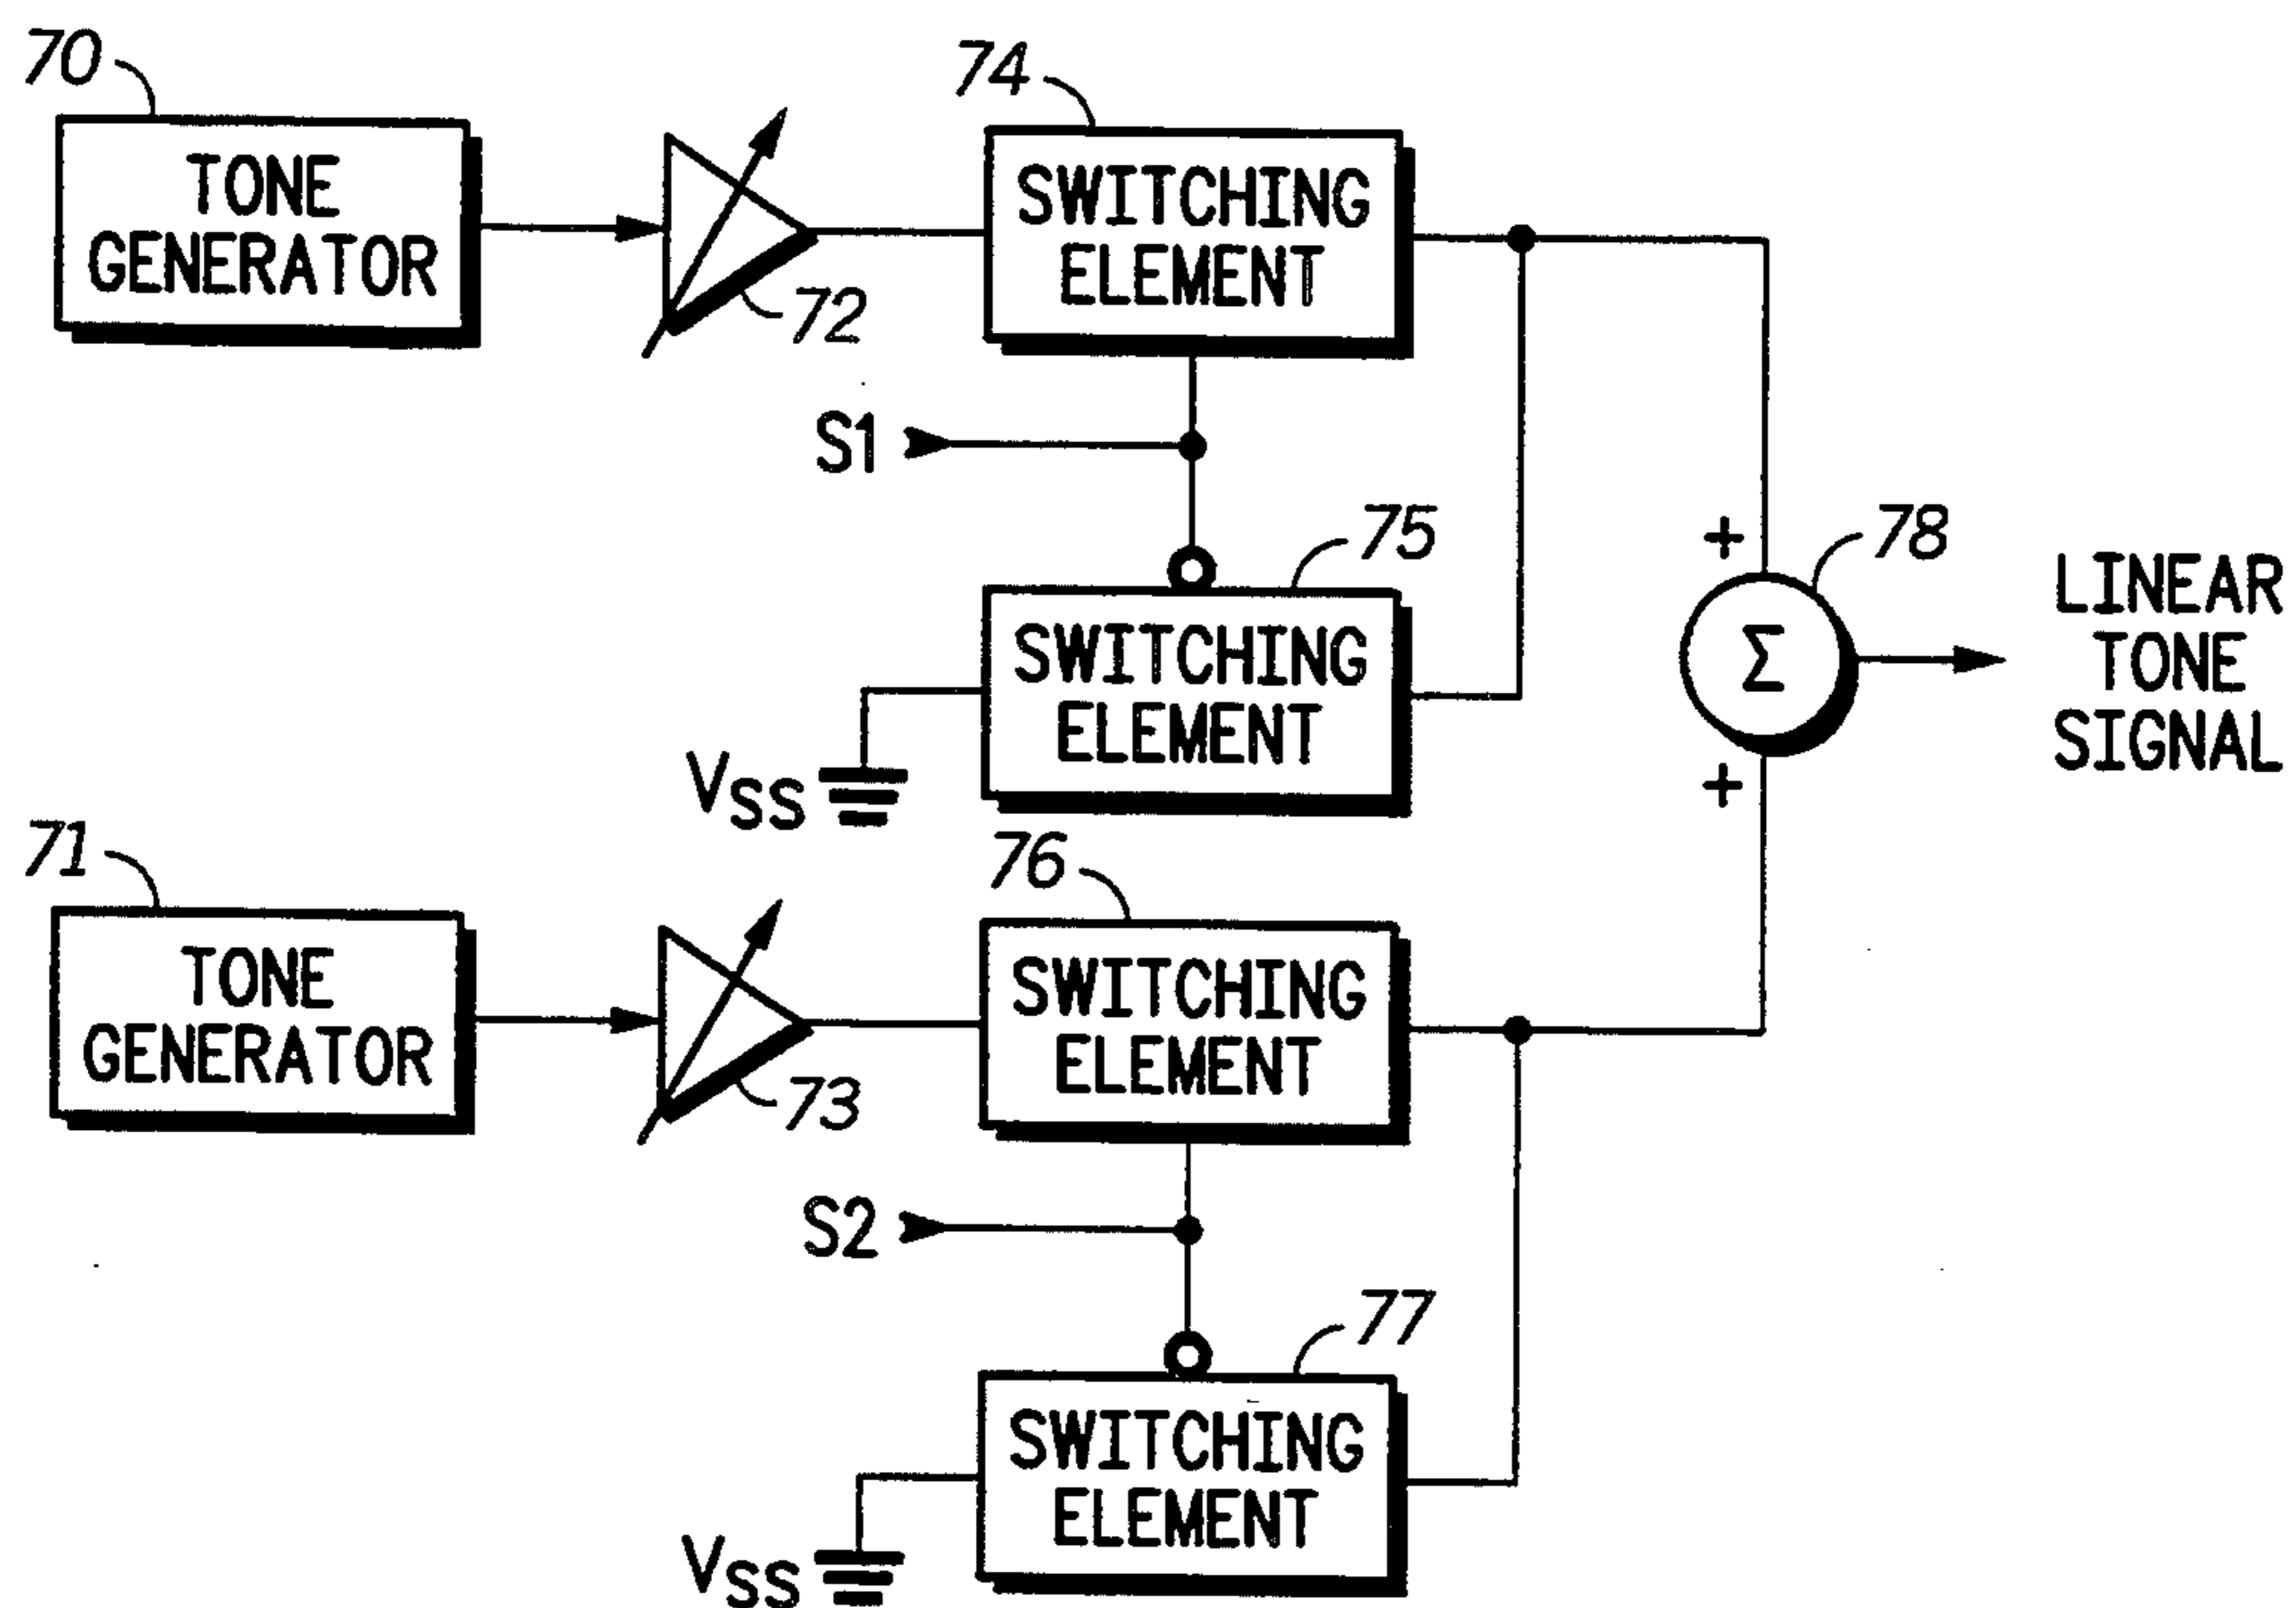 70
TONE
GENERATOR
72
74
SWITCHING
ELEMENT
S1
75
SWITCHING
ELEMENT
VSS
+
78
Σ
+
LINEAR
TONE
SIGNAL
71
TONE
GENERATOR
73
76
SWITCHING
ELEMENT
S2
77
SWITCHING
ELEMENT
VSS